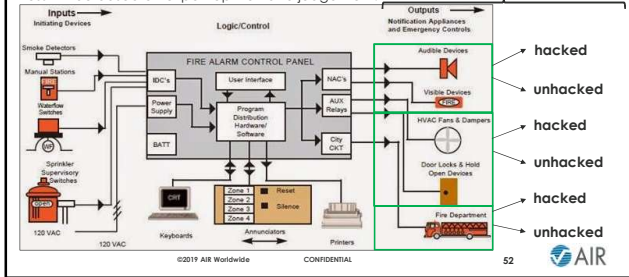 Inputs
Initiating Devices
Logic/Control
Outputs
Notification Appliances
and Emergency Controls
Smoke Detectors
Manual Stations
FIRE
Waterflow
Switches
WF
Sprinkler
Supervisory
Switches
OPEN
120 VAC
120 VAC
FIRE ALARM CONTROL PANEL
IDC's
Power
Supply
BATT
User Interface
Program
Distribution
Hardware/
Software
NAC's
AUX
Relays
City
CKT
CRT
Keyboards
Zone 1
Zone 2
Zone 3
Zone 4
Reset
Silence
Annunciators
Printers
Audible Devices
Visible Devices
FIRE
HVAC Fans & Dampers
Door Locks & Hold
Open Devices
Fire Department
hacked
unhacked
hacked
unhacked
hacked
unhacked
©2019 AIR Worldwide
CONFIDENTIAL
52
AIR